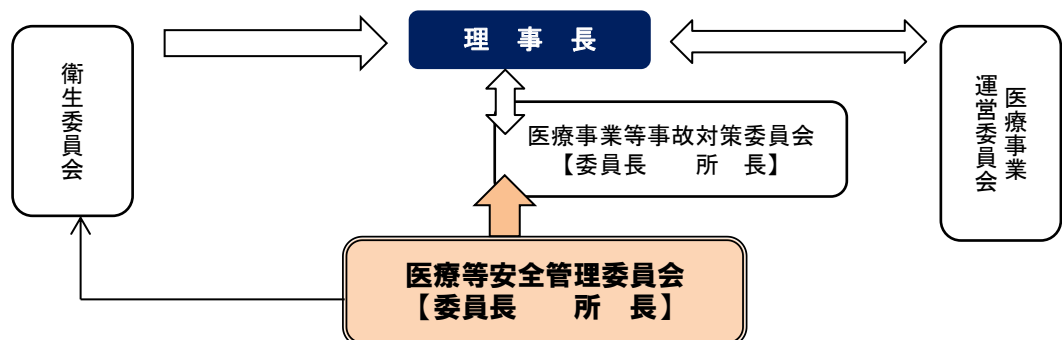 衛生委員会
理　事　長
医療事業
運営委員会
医療事業等事故対策委員会
【委員長　　所　長】
医療等安全管理委員会
【委員長　　所　長】